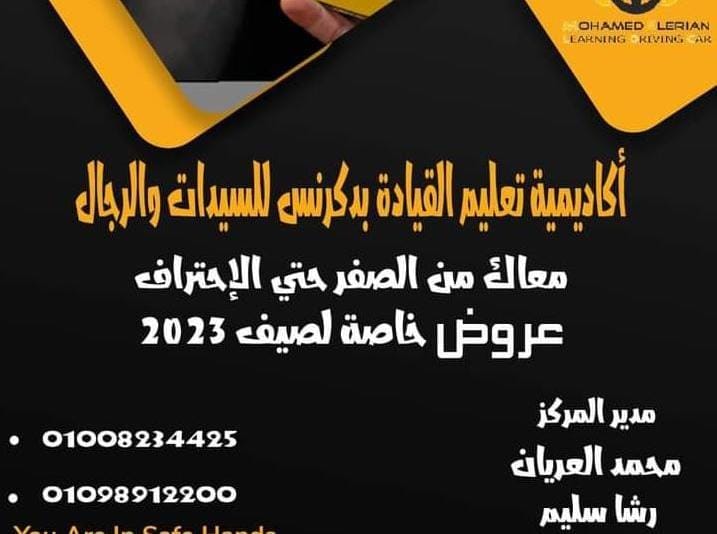 MOHAMED ELERIAN
LEARNING DRIVING CAR
أكاديمية تعليم القيادة بدكرنس للسيدات والرجال
معاك من الصفر حتي الإحتراف
عروض خاصة لصيف 2023
مدير المركز
محمد العريان
رشا سليم
• 01008234425
• 01098912200
You Are In Safe Hands